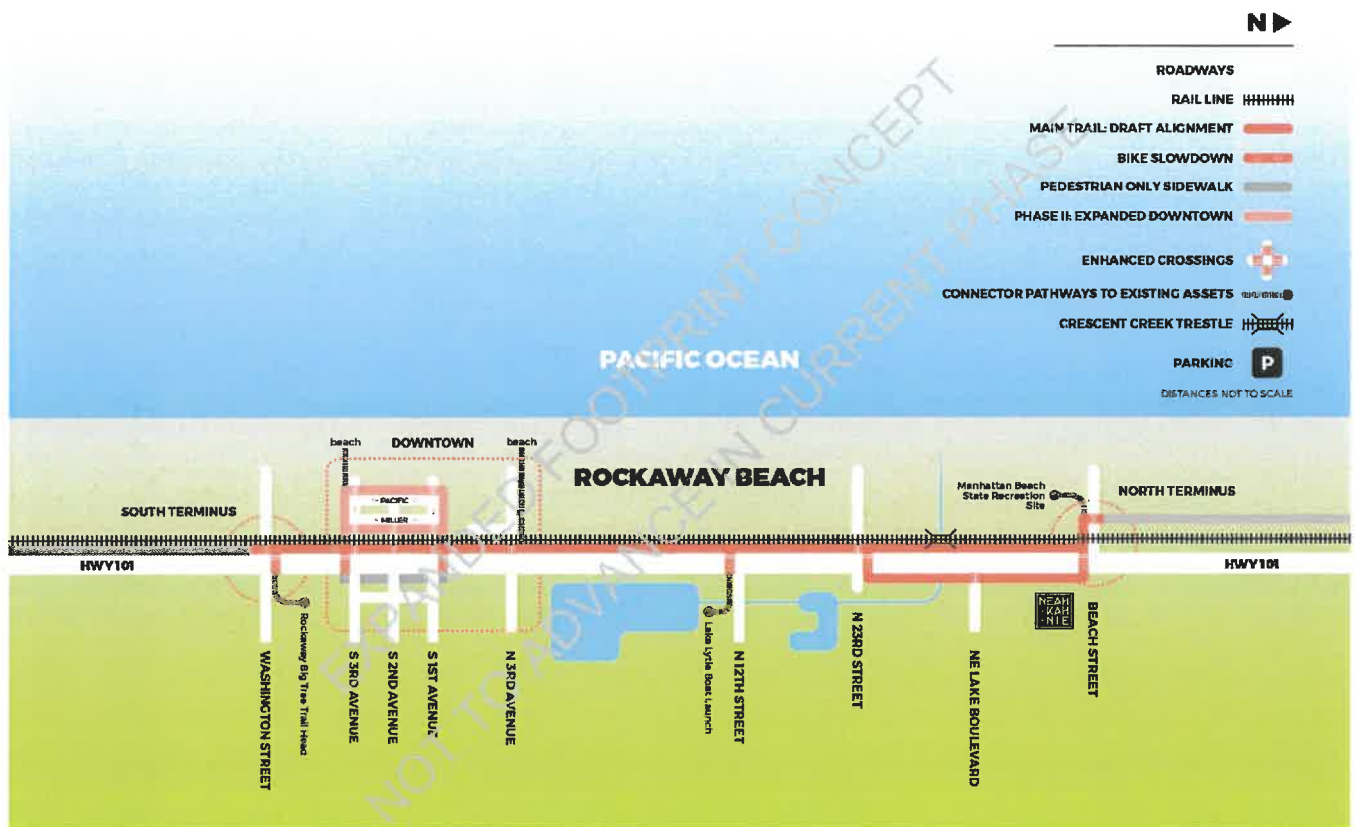 N
ROADWAYS
RAIL LINE
MAIN TRAIL: DRAFT ALIGNMENT
BIKE SLOWDOWN
PEDESTRIAN ONLY SIDEWALK
PHASE II: EXPANDED DOWNTOWN
ENHANCED CROSSINGS
CONNECTOR PATHWAYS TO EXISTING ASSETS
CRESCENT CREEK TRESTLE
PARKING P
DISTANCES NOT TO SCALE
EXPANDED FOOTPRINT CONCEPT
NOT TO ADVANCE IN CURRENT PHASE
PACIFIC OCEAN
beach
DOWNTOWN
beach
ROCKAWAY BEACH
PACIFIC
MILLER
SOUTH TERMINUS
Manhattan Beach
State Recreation
Site
NORTH TERMINUS
HWY 101
HWY 101
NEAH
KAH
NIE
WASHINGTON STREET
Rockaway Big Tree Trail Head
S 3RD AVENUE
S 2ND AVENUE
S 1ST AVENUE
N 3RD AVENUE
Lake Lytle Boat Launch
N 12TH STREET
N 23RD STREET
NE LAKE BOULEVARD
BEACH STREET